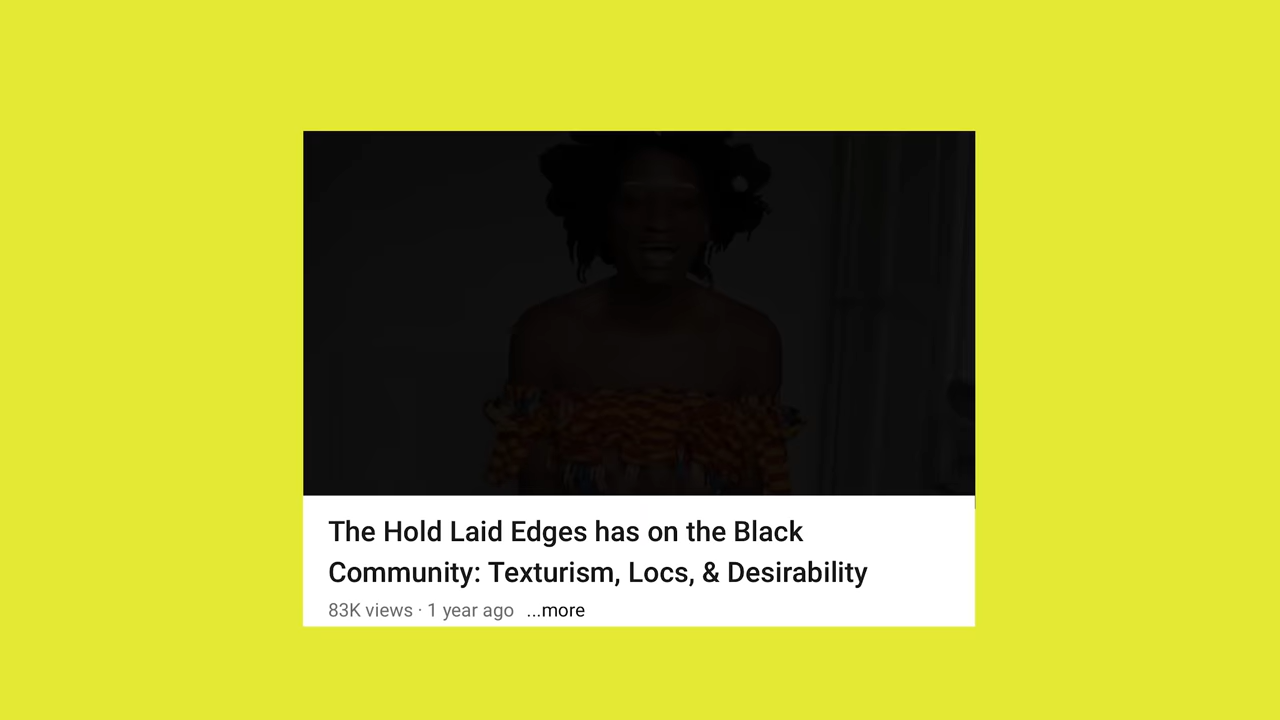 The Hold Laid Edges has on the Black
Community: Texturism, Locs, & Desirability
83K views · 1 year ago ...more